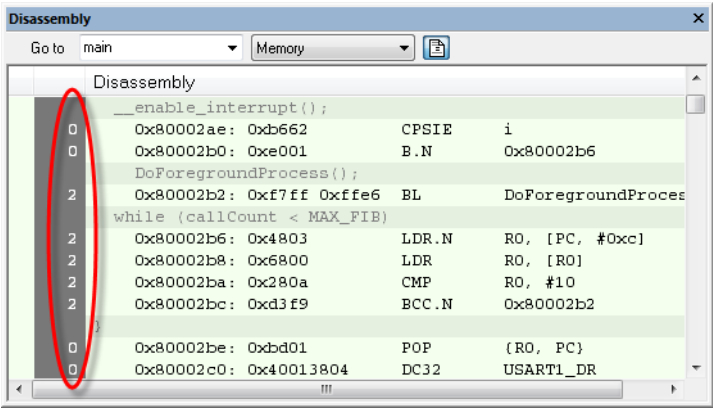 Disassembly
Go to main Memory
Disassembly
__enable_interrupt();
0 0x80002ae: 0xb662 CPSIE i
0 0x80002b0: 0xe001 B.N 0x80002b6
DoForegroundProcess();
2 0x80002b2: 0xf7ff 0xffe6 BL DoForegroundProces
while (callCount < MAX_FIB)
2 0x80002b6: 0x4803 LDR.N R0, [PC, #0xc]
2 0x80002b8: 0x6800 LDR R0, [R0]
2 0x80002ba: 0x280a CMP R0, #10
2 0x80002bc: 0xd3f9 BCC.N 0x80002b2
}
0 0x80002be: 0xbd01 POP {R0, PC}
0 0x80002c0: 0x40013804 DC32 USART1_DR